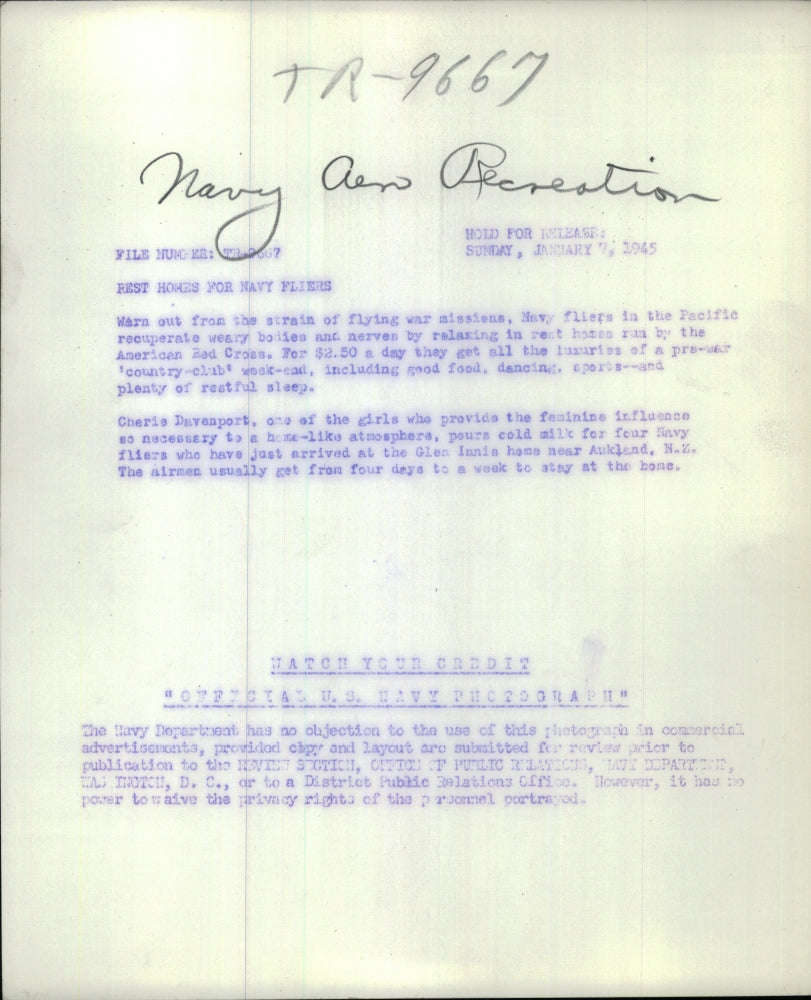 TR-9667
Navy Aero Recreation
HOLD FOR RELEASE:
FILE NUMBER: TR-9667
SUNDAY, JANUARY 7, 1945
REST HOMES FOR NAVY FLIERS
Warn out from the strain of flying war missions, Navy fliers in the Pacific
recuperate weary bodies and nerves by relaxing in rest homes run by the
American Red Cross. For $2.50 a day they get all the luxuries of a pre-war
'country-club' week-end, including good food, dancing, sports--and
plenty of restful sleep.
Cherie Davenport, one of the girls who provide the feminine influence
so necessary to a home-like atmosphere, pours cold milk for four Navy
fliers who have just arrived at the Glen Innis home near Aukland, N.Z.
The airmen usually get from four days to a week to stay at the home.
WATCH YOUR CREDIT
"OFFICIAL U.S. NAVY PHOTOGRAPH"
The Navy Department has no objection to the use of this photograph in commercial
advertisements, provided copy and layout are submitted for review prior to
publication to the REVIEW SECTION, OFFICE OF PUBLIC RELATIONS, NAVY DEPARTMENT,
WASHINGTON, D. C., or to a District Public Relations Office. However, it has no
power to waive the privacy rights of the personnel portrayed.